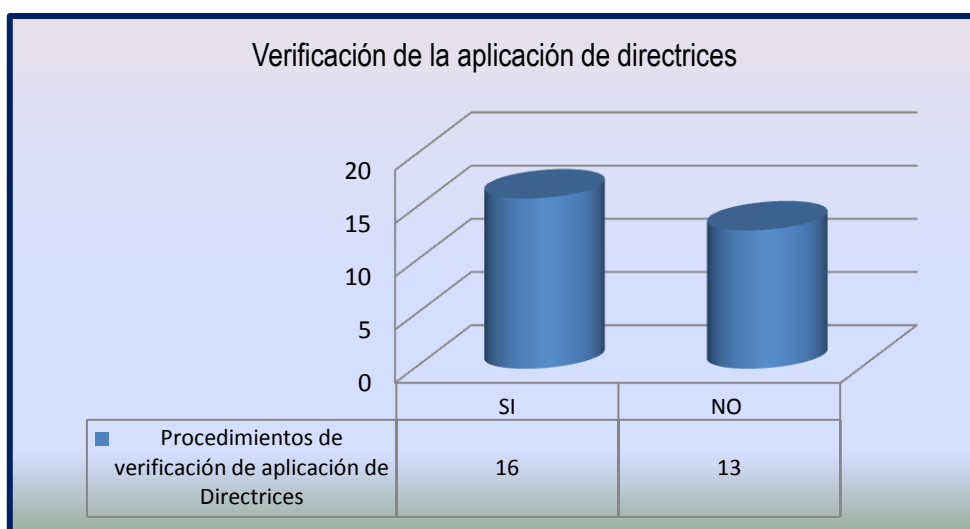 Verificación de la aplicación de directrices
20
15
10
5
0
SI NO
Procedimientos de
verificación de aplicación de
Directrices
16 13